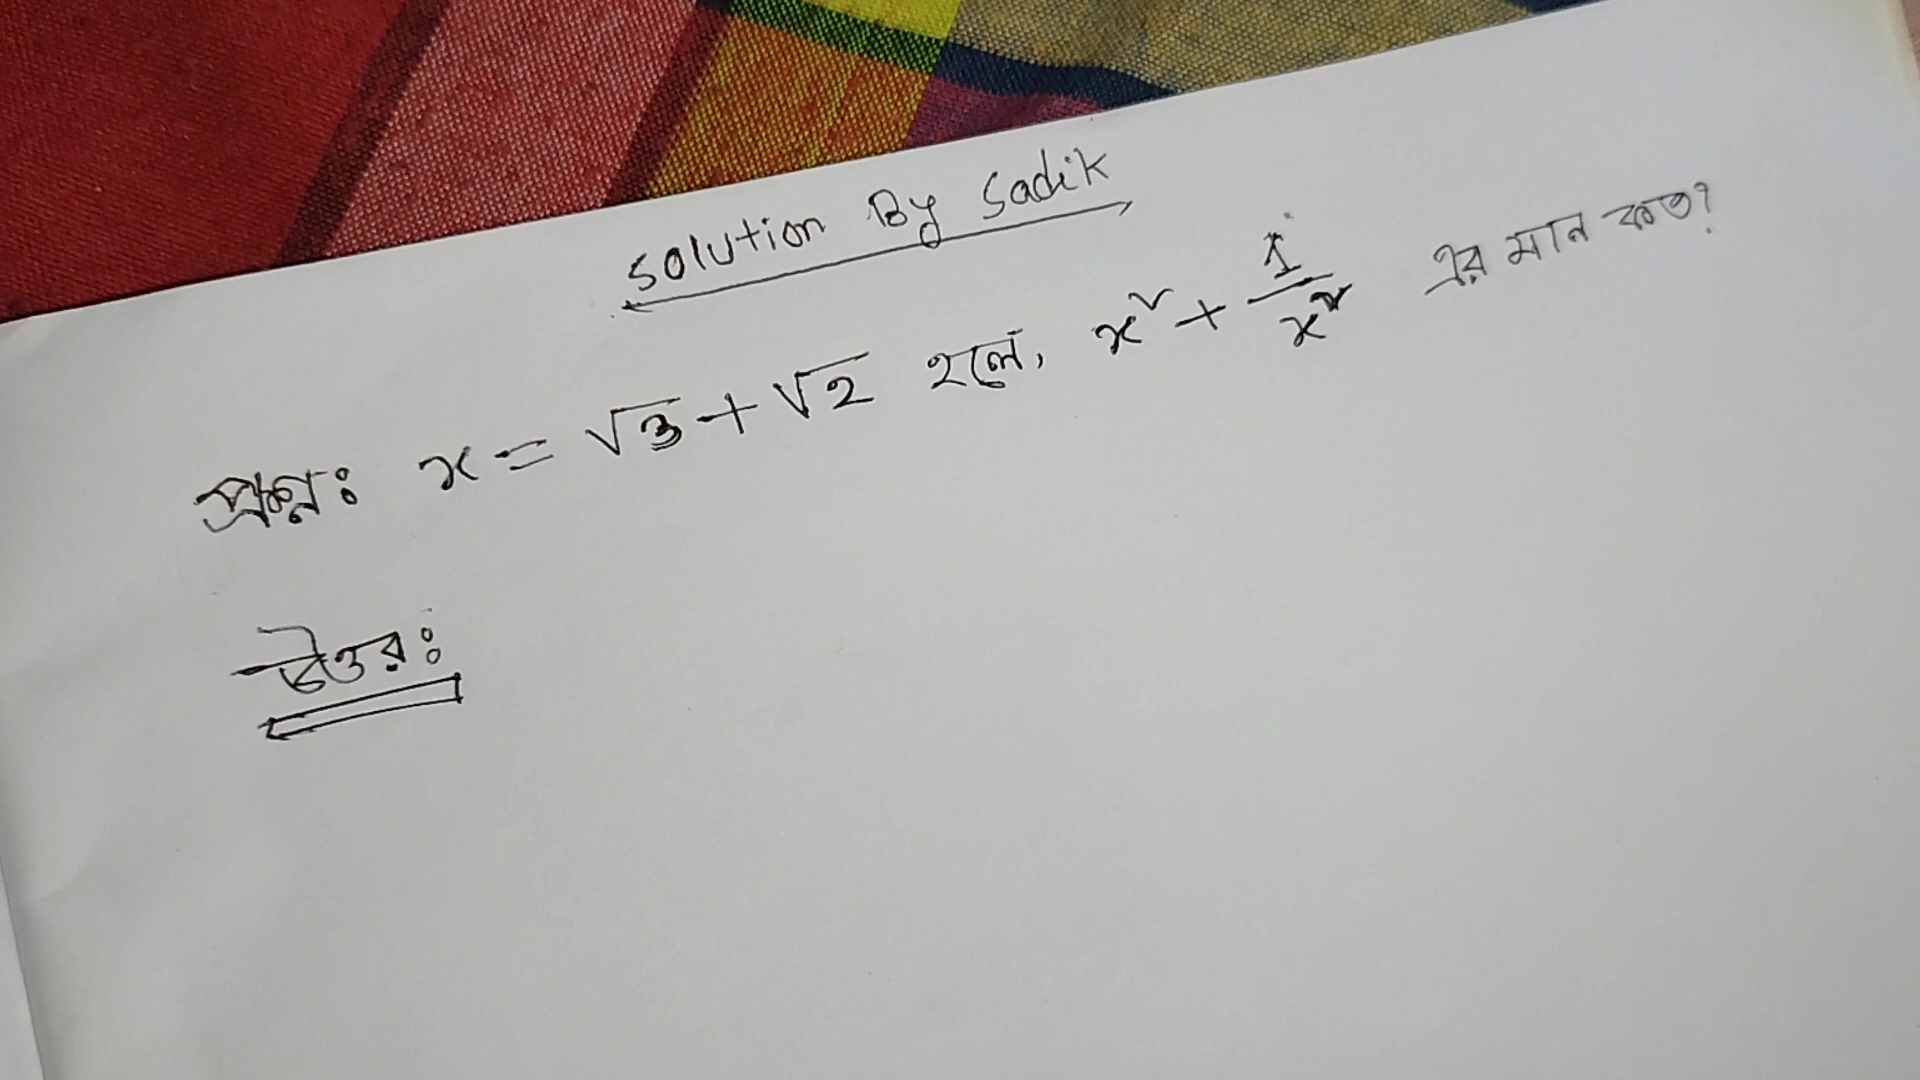 Solution By Sadik
প্রশ্নঃ x = √3 + √2 হলে, x² + 1/x² এর মান কত?
উত্তরঃ